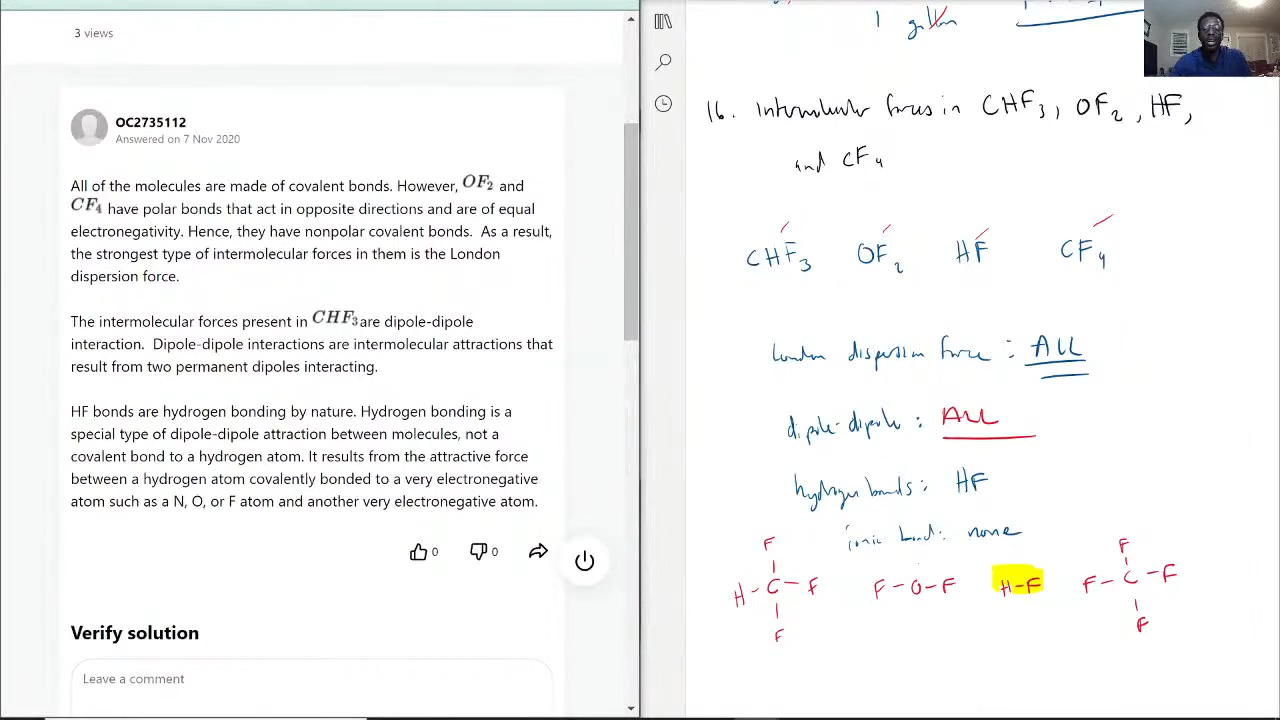 3 views
OC2735112
Answered on 7 Nov 2020
All of the molecules are made of covalent bonds. However, OF₂ and
CF₄ have polar bonds that act in opposite directions and are of equal
electronegativity. Hence, they have nonpolar covalent bonds. As a result,
the strongest type of intermolecular forces in them is the London
dispersion force.
The intermolecular forces present in CHF₃ are dipole-dipole
interaction. Dipole-dipole interactions are intermolecular attractions that
result from two permanent dipoles interacting.
HF bonds are hydrogen bonding by nature. Hydrogen bonding is a
special type of dipole-dipole attraction between molecules, not a
covalent bond to a hydrogen atom. It results from the attractive force
between a hydrogen atom covalently bonded to a very electronegative
atom such as a N, O, or F atom and another very electronegative atom.
0 0
Verify solution
Leave a comment
1 gallon
16. Intermolecular forces in CHF₃, OF₂, HF,
and CF₄
CHF₃ OF₂ HF CF₄
London dispersion force : ALL
dipole-dipole : ALL
hydrogen bonds : HF
ionic bond: none
F F
H-C-F F-O-F H-F F-C-F
F F